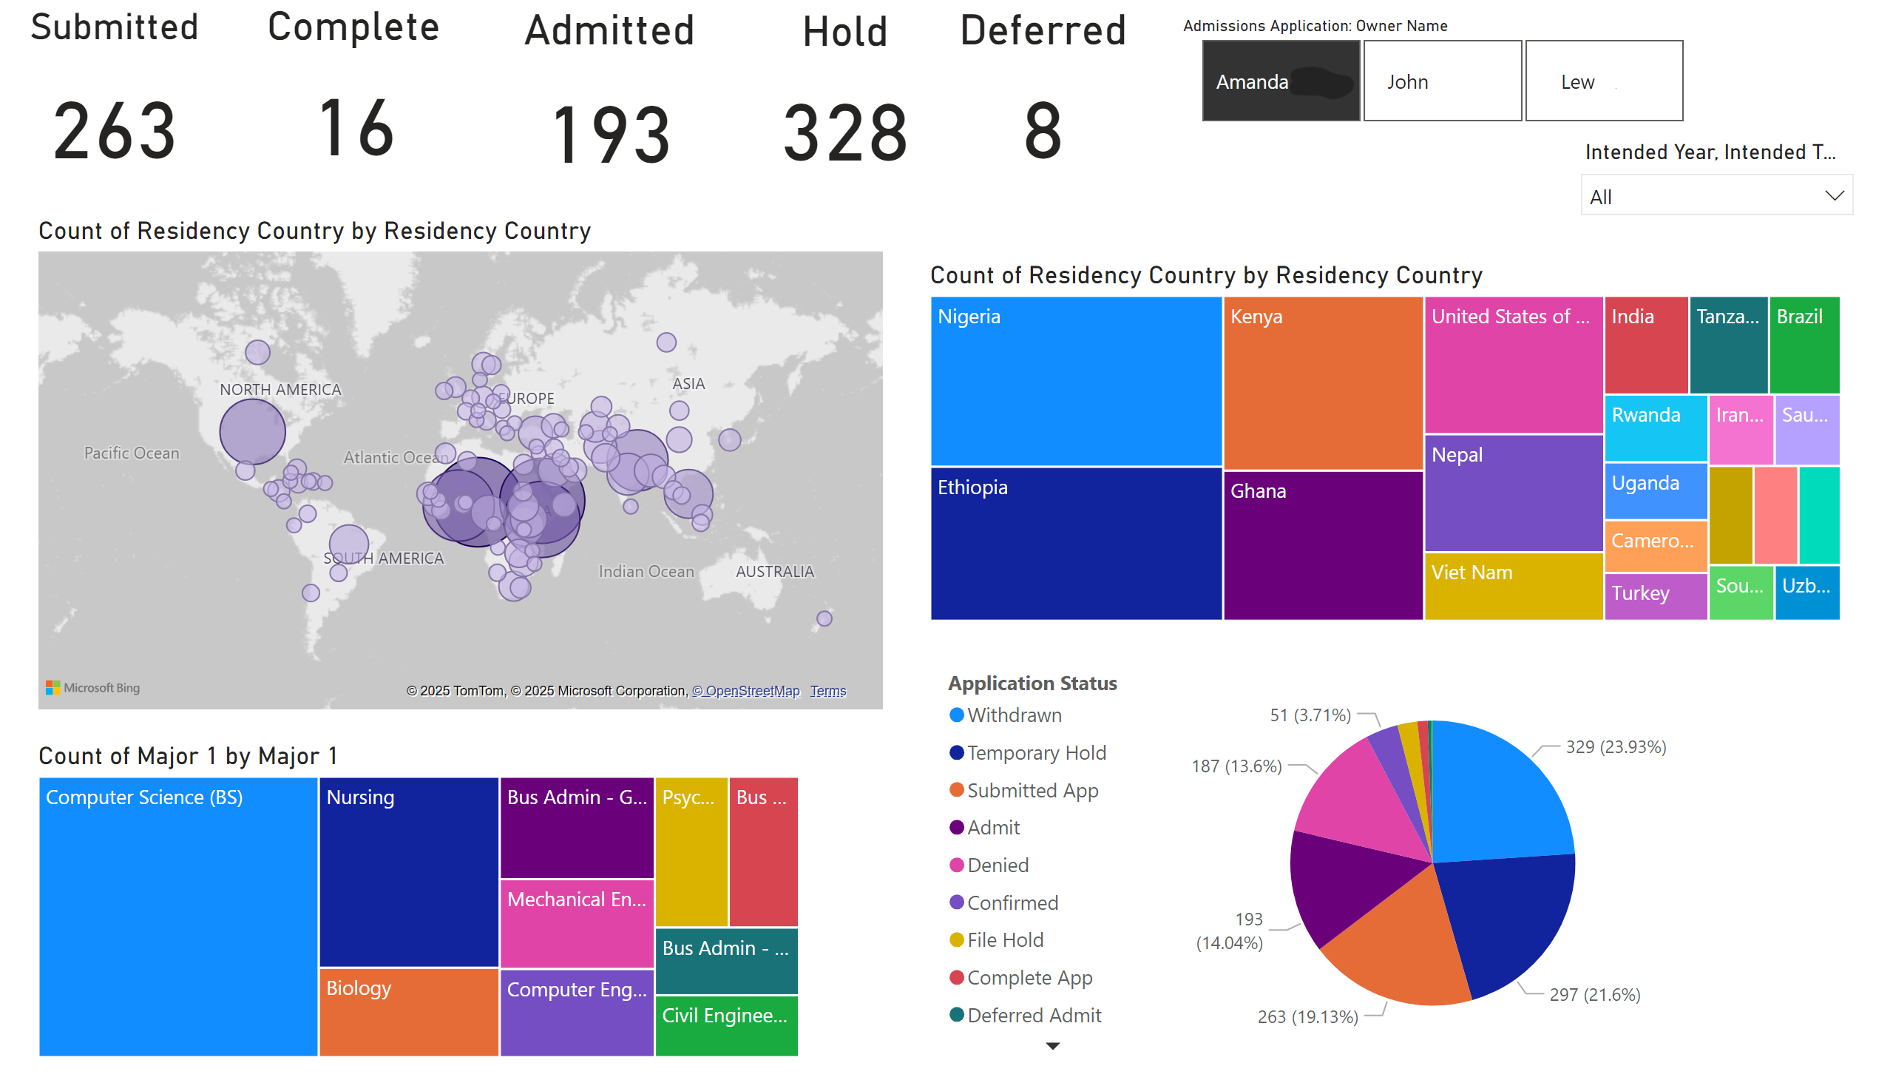 Submitted
Complete
Admitted
Hold
Deferred
263
16
193
328
8
Admissions Application: Owner Name
Amanda
John
Lew
Intended Year, Intended T...
All
Count of Residency Country by Residency Country
NORTH AMERICA
EUROPE
ASIA
Pacific Ocean
Atlantic Ocean
SOUTH AMERICA
Indian Ocean
AUSTRALIA
Microsoft Bing
© 2025 TomTom, © 2025 Microsoft Corporation, © OpenStreetMap Terms
Count of Residency Country by Residency Country
Nigeria
Kenya
United States of ...
India
Tanza...
Brazil
Rwanda
Iran...
Sau...
Nepal
Ethiopia
Ghana
Uganda
Camero...
Viet Nam
Turkey
Sou...
Uzb...
Count of Major 1 by Major 1
Computer Science (BS)
Nursing
Bus Admin - G...
Psyc...
Bus ...
Mechanical En...
Bus Admin - ...
Biology
Computer Eng...
Civil Enginee...
Application Status
Withdrawn
Temporary Hold
Submitted App
Admit
Denied
Confirmed
File Hold
Complete App
Deferred Admit
51 (3.71%)
329 (23.93%)
187 (13.6%)
193
(14.04%)
297 (21.6%)
263 (19.13%)